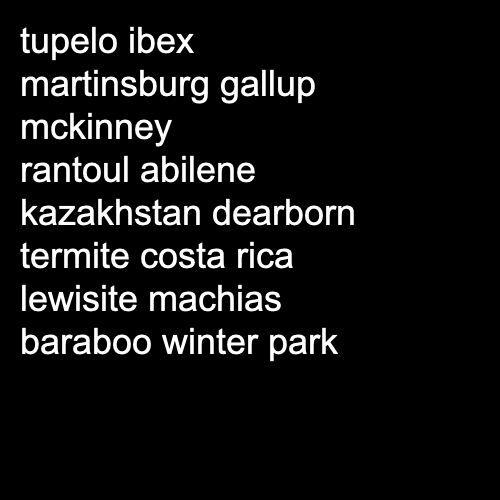 tupelo ibex
martinsburg gallup
mckinney
rantoul abilene
kazakhstan dearborn
termite costa rica
lewisite machias
baraboo winter park